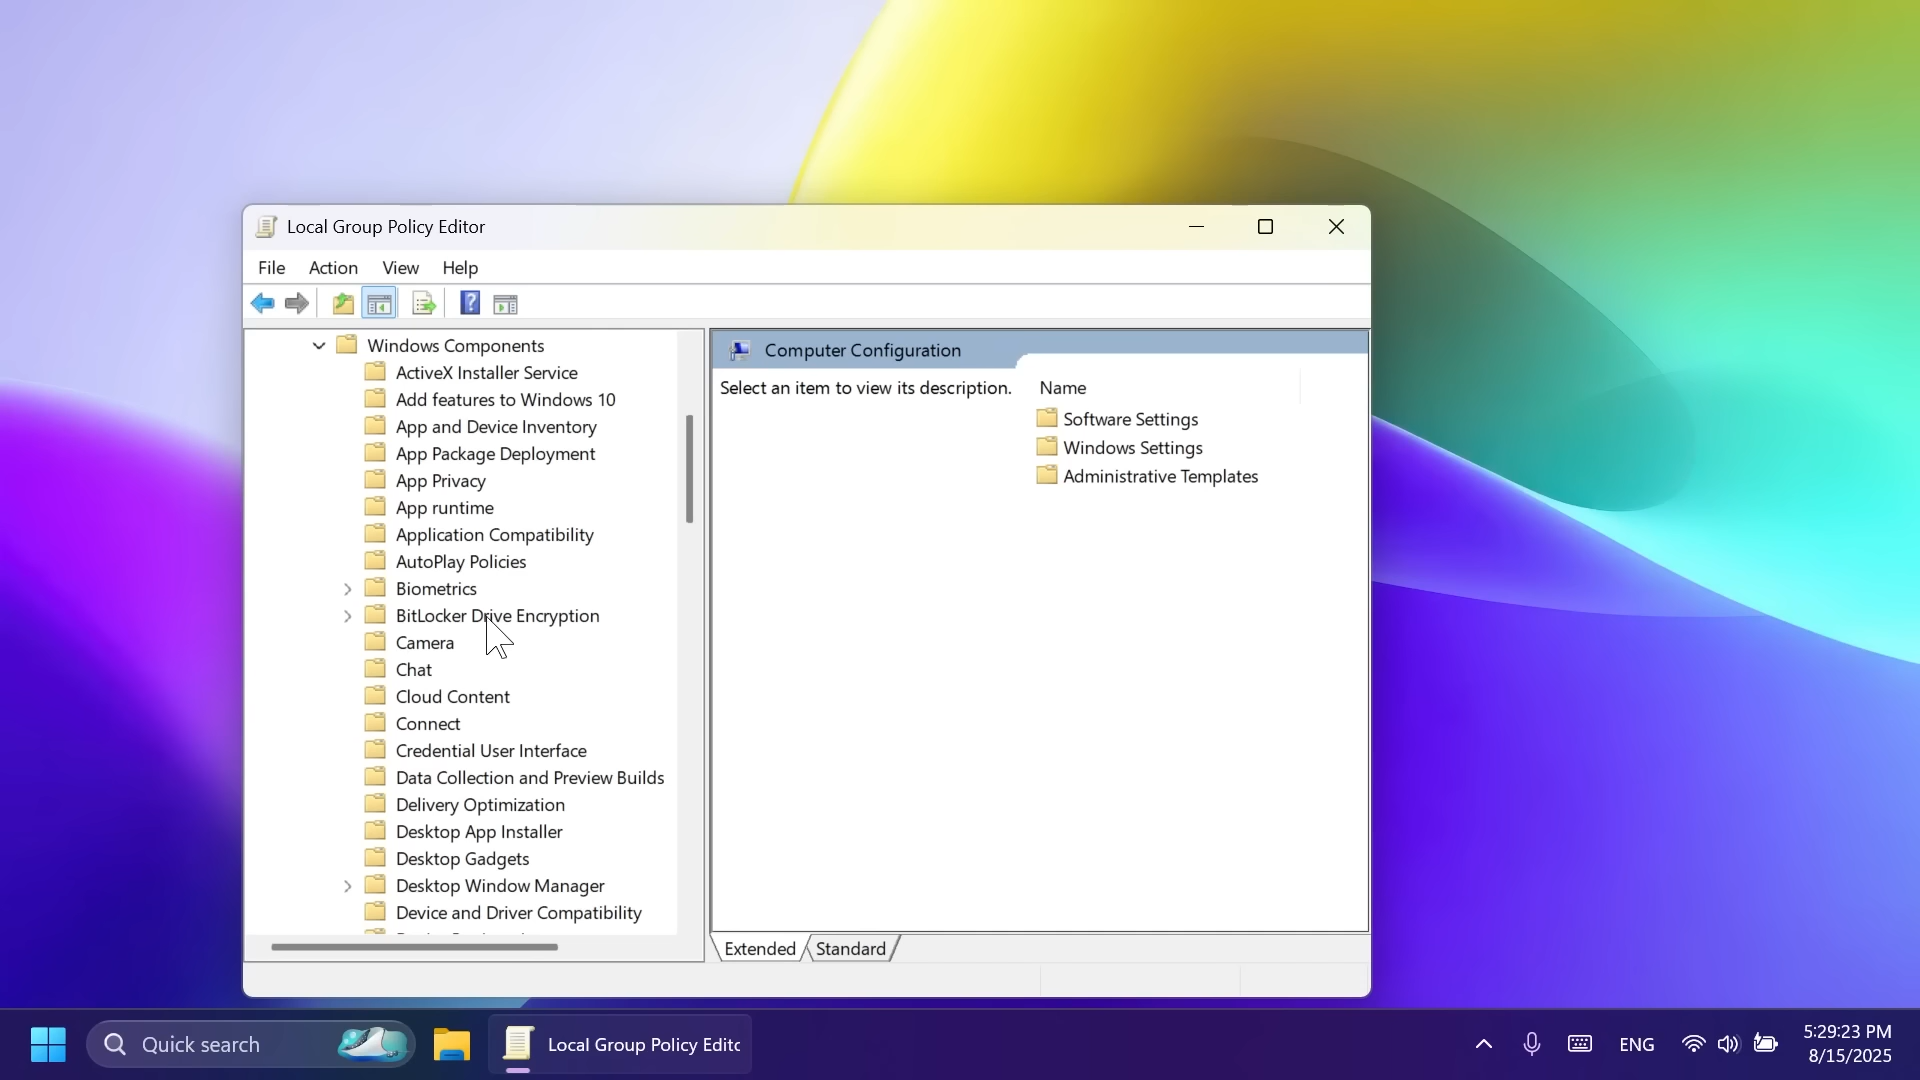 Local Group Policy Editor
File Action View Help
Windows Components
ActiveX Installer Service
Add features to Windows 10
App and Device Inventory
App Package Deployment
App Privacy
App runtime
Application Compatibility
AutoPlay Policies
Biometrics
BitLocker Drive Encryption
Camera
Chat
Cloud Content
Connect
Credential User Interface
Data Collection and Preview Builds
Delivery Optimization
Desktop App Installer
Desktop Gadgets
Desktop Window Manager
Device and Driver Compatibility
Computer Configuration
Select an item to view its description.
Name
Software Settings
Windows Settings
Administrative Templates
Extended Standard
Quick search
Local Group Policy Edito
ENG
5:29:23 PM
8/15/2025